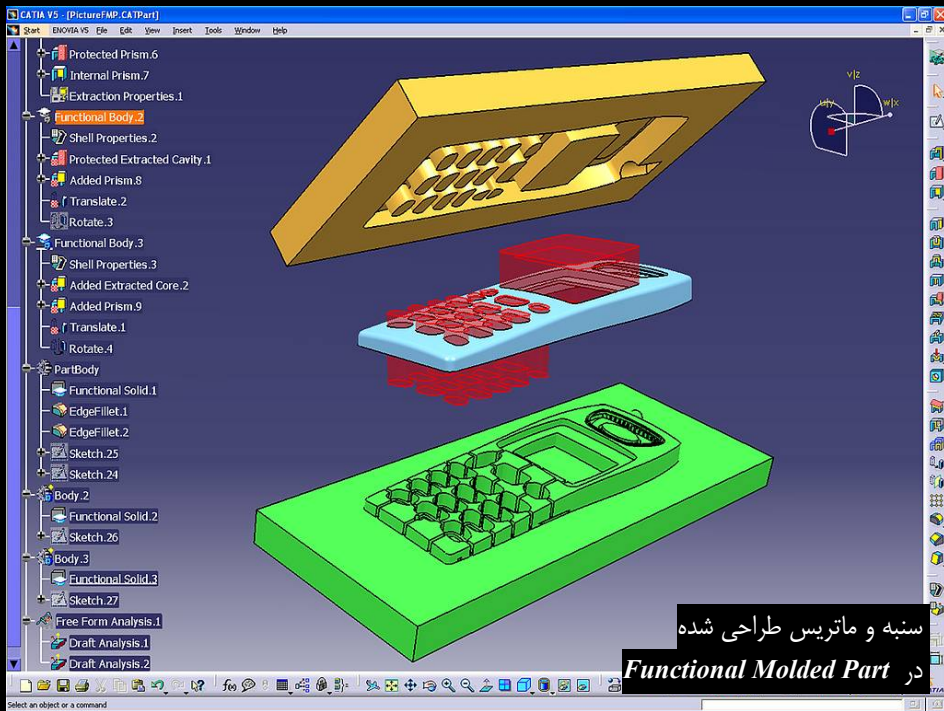 CATIA V5 - [PictureFMP.CATPart]
Start ENOVIA V5 File Edit View Insert Tools Window Help
Protected Prism.6
Internal Prism.7
Extraction Properties.1
Functional Body.2
Shell Properties.2
Protected Extracted Cavity.1
Added Prism.8
Translate.2
Rotate.3
Functional Body.3
Shell Properties.3
Added Extracted Core.2
Added Prism.9
Translate.1
Rotate.4
PartBody
Functional Solid.1
EdgeFillet.1
EdgeFillet.2
Sketch.25
Sketch.24
Body.2
Functional Solid.2
Sketch.26
Body.3
Functional Solid.3
Sketch.27
Free Form Analysis.1
Draft Analysis.1
Draft Analysis.2
v|z
u|y
w|x
سنبه و ماتریس طراحی شده
در Functional Molded Part
Select an object or a command